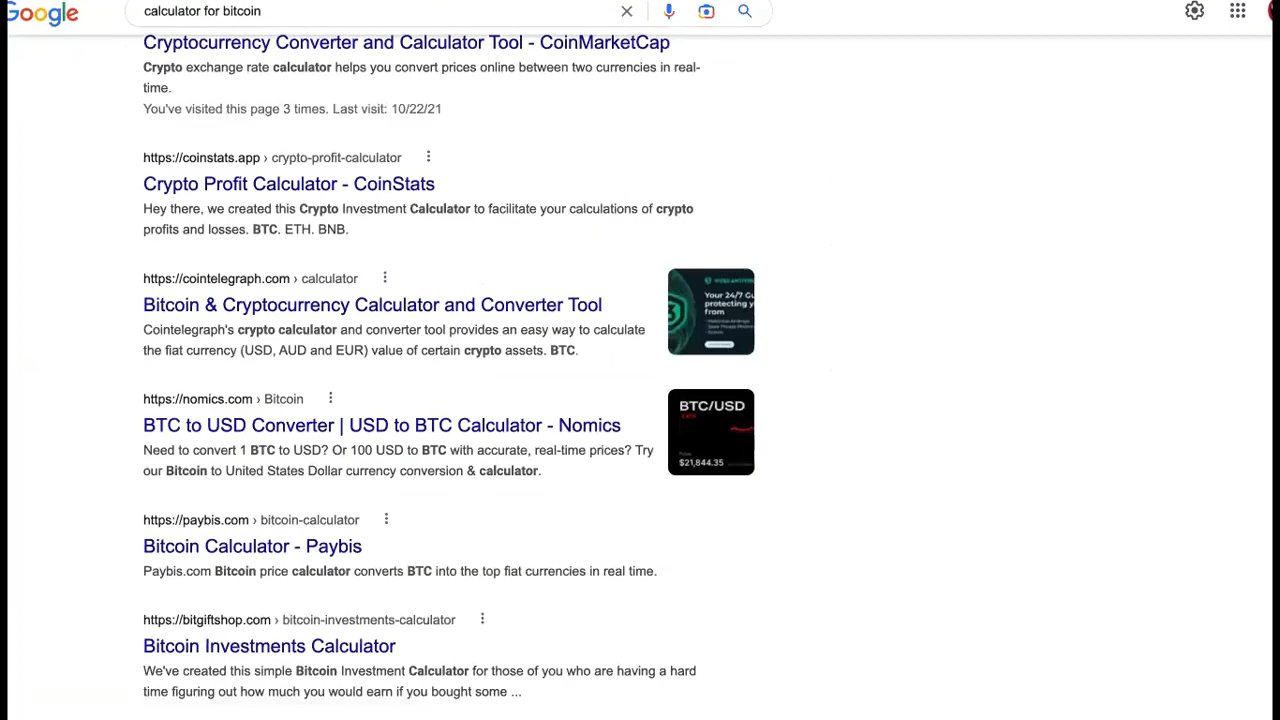 Google
calculator for bitcoin
Cryptocurrency Converter and Calculator Tool - CoinMarketCap
Crypto exchange rate calculator helps you convert prices online between two currencies in real-
time.
You've visited this page 3 times. Last visit: 10/22/21
https://coinstats.app › crypto-profit-calculator
Crypto Profit Calculator - CoinStats
Hey there, we created this Crypto Investment Calculator to facilitate your calculations of crypto
profits and losses. BTC. ETH. BNB.
https://cointelegraph.com › calculator
Bitcoin & Cryptocurrency Calculator and Converter Tool
Cointelegraph's crypto calculator and converter tool provides an easy way to calculate
the fiat currency (USD, AUD and EUR) value of certain crypto assets. BTC.
Your 24/7
protecting
from
https://nomics.com › Bitcoin
BTC to USD Converter | USD to BTC Calculator - Nomics
Need to convert 1 BTC to USD? Or 100 USD to BTC with accurate, real-time prices? Try
our Bitcoin to United States Dollar currency conversion & calculator.
BTC/USD
$21,844.35
https://paybis.com › bitcoin-calculator
Bitcoin Calculator - Paybis
Paybis.com Bitcoin price calculator converts BTC into the top fiat currencies in real time.
https://bitgiftshop.com › bitcoin-investments-calculator
Bitcoin Investments Calculator
We've created this simple Bitcoin Investment Calculator for those of you who are having a hard
time figuring out how much you would earn if you bought some ...